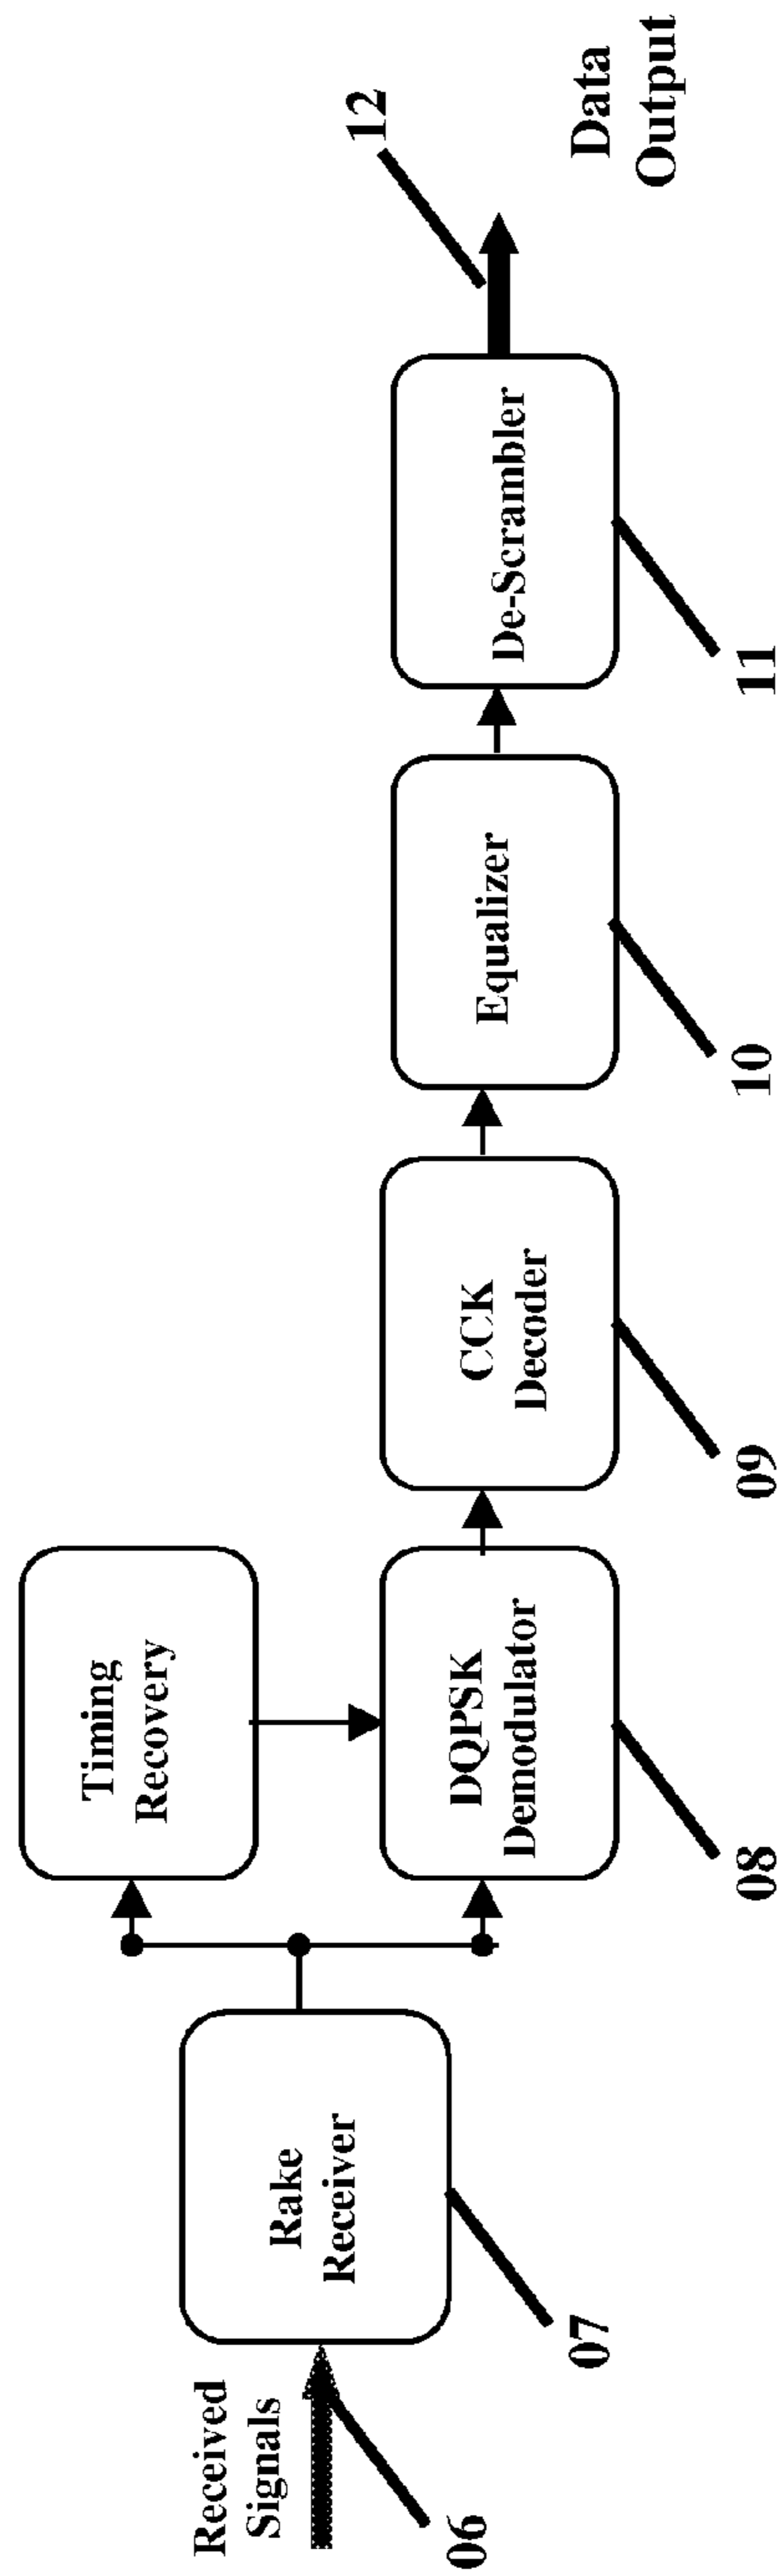 Received
Signals
06
Rake
Receiver
07
Timing
Recovery
DQPSK
Demodulator
08
CCK
Decoder
09
Equalizer
10
De-Scrambler
11
12
Data
Output